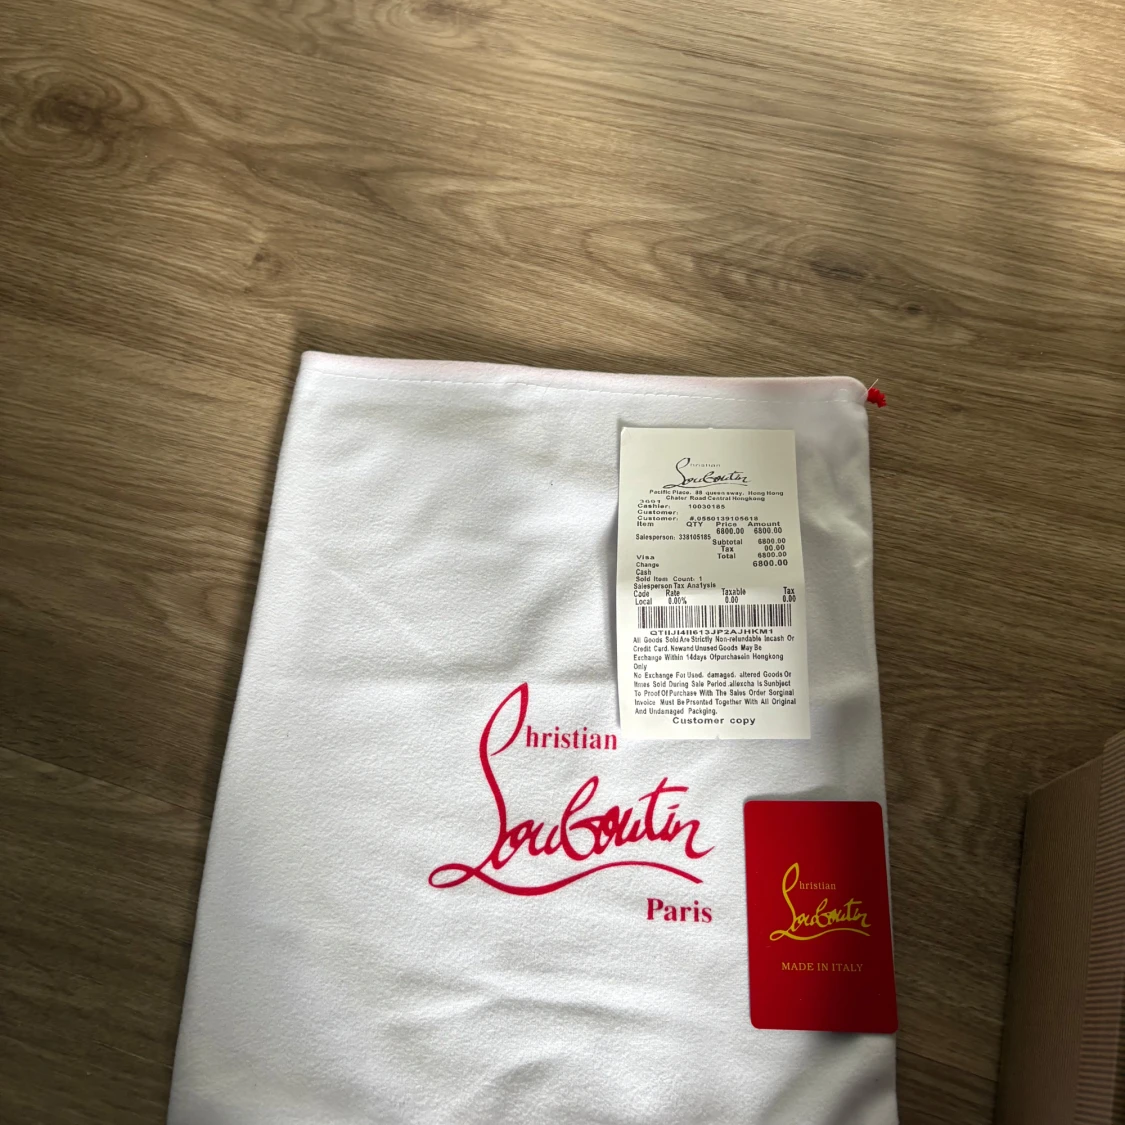 Christian
Louboutin
Pacific Place. 88 queensway, Hong Hong
Chater Road Central Hongkong
3001
Cashier: 10030185
Customer:
Customer: #.0550139105618
Item QTY Price Amount
6800.00 6800.00
Salesperson: 338105185
Subtotal 6800.00
Tax 00.00
Visa Total 6800.00
Change 6800.00
Cash
Sold Item Count: 1
Salesperson Tax Analysis
Code Rate Taxable Tax
Local 0.00% 0.00 0.00
All Goods Sold Are Strictly Non-refundable Incash Or
Credit Card. Newand Unused Goods May Be
Exchange Within 14days Ofpurchasein Hongkong
Only
No Exchange For Used. damaged. altered Goods Or
Items Sold During Sale Period .allexcha Is Sunbject
To Proof Of Purchase With The Sales Order Sorginal
Invoice Must Be Prsonted Together With All Original
And Undamaged Packging.
Customer copy
Christian
Louboutin
Paris
Christian
Louboutin
MADE IN ITALY